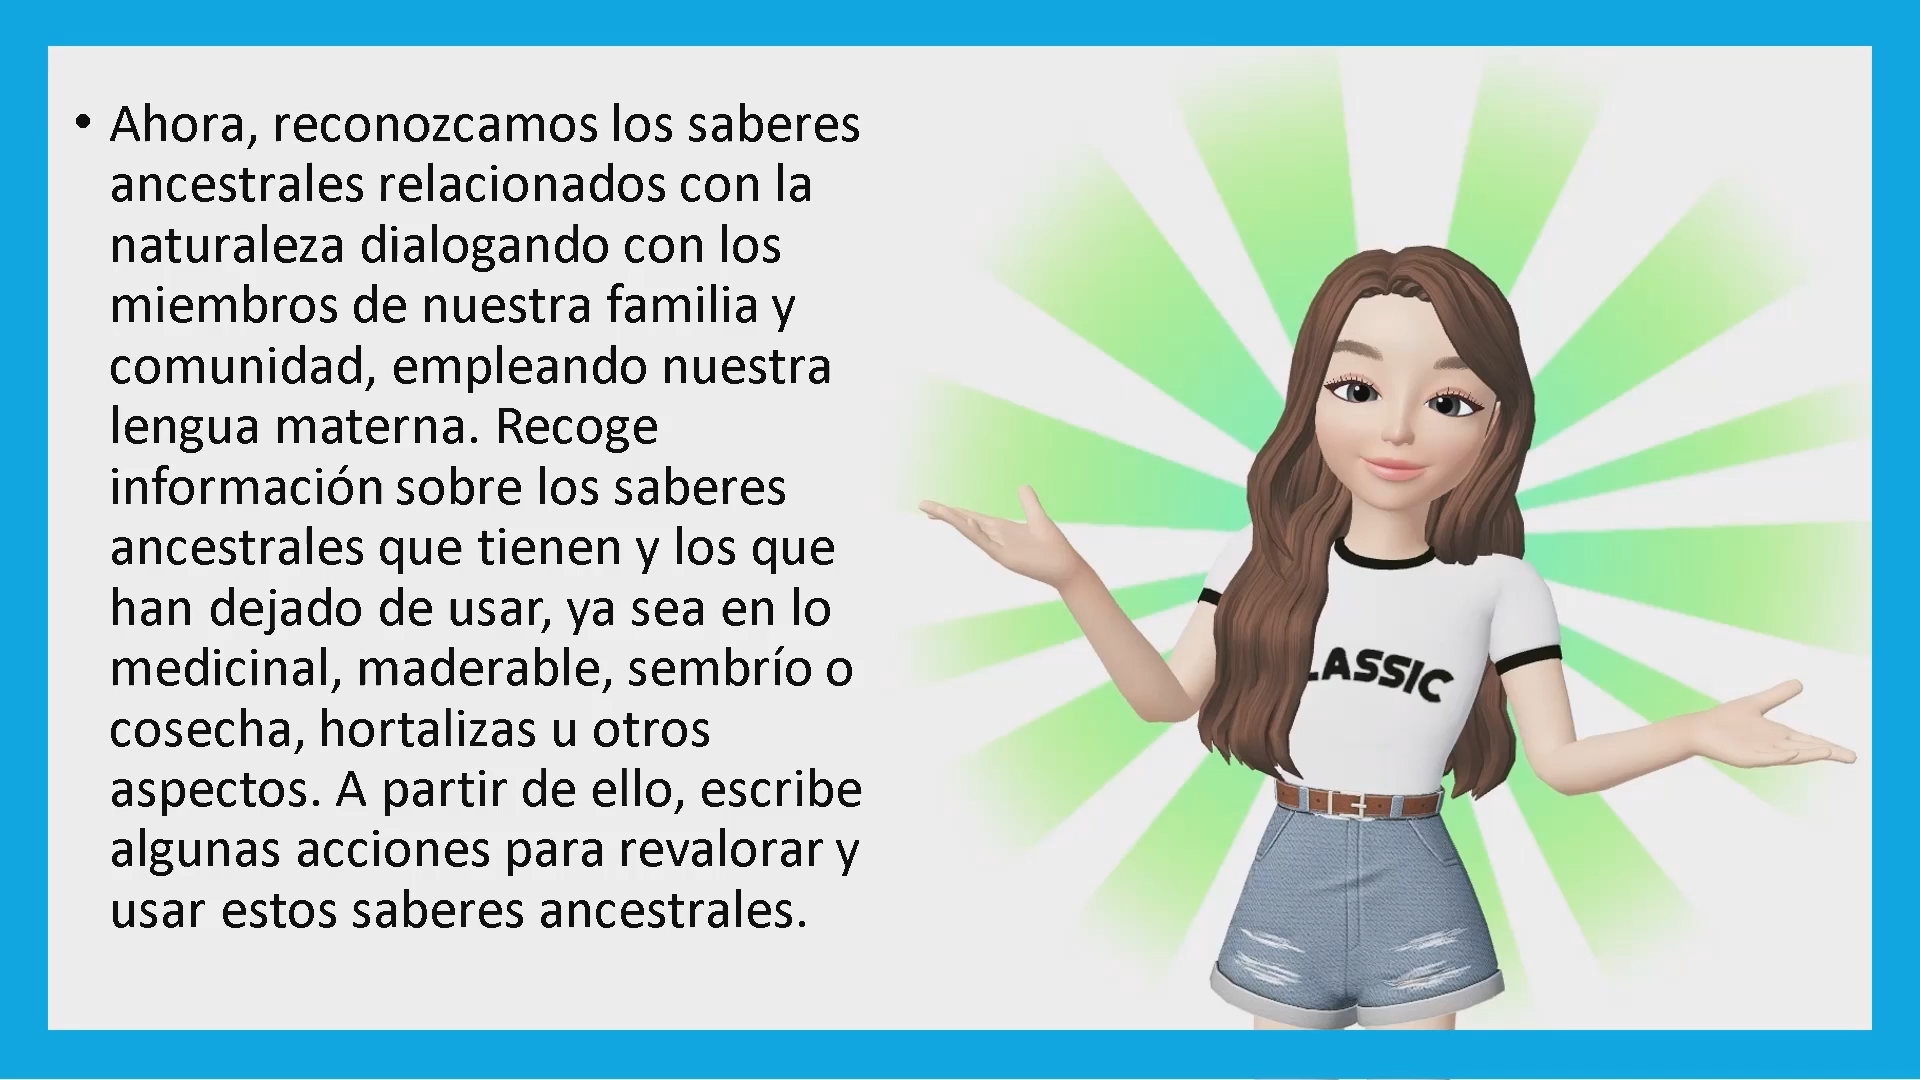 • Ahora, reconozcamos los saberes
ancestrales relacionados con la
naturaleza dialogando con los
miembros de nuestra familia y
comunidad, empleando nuestra
lengua materna. Recoge
información sobre los saberes
ancestrales que tienen y los que
han dejado de usar, ya sea en lo
medicinal, maderable, sembrío o
cosecha, hortalizas u otros
aspectos. A partir de ello, escribe
algunas acciones para revalorar y
usar estos saberes ancestrales.
LASSIC